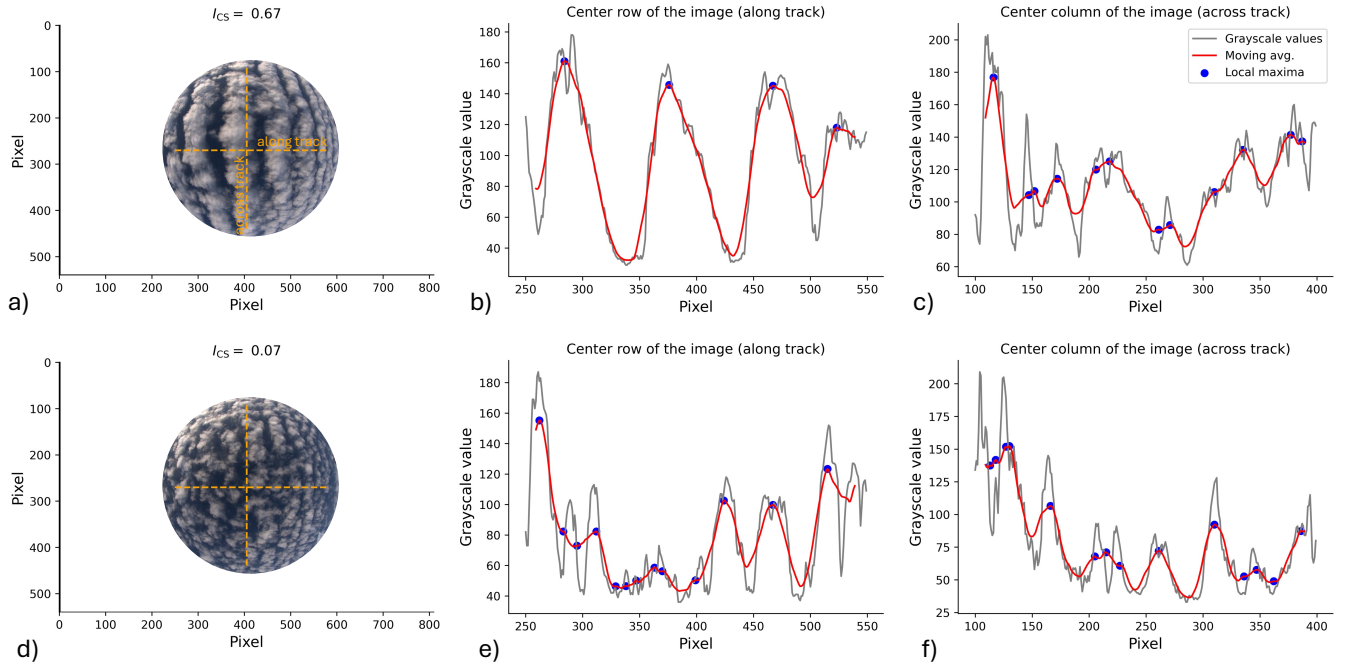 I_CS = 0.67
0
100
200
300
400
500
Pixel
along track
across track
0 100 200 300 400 500 600 700 800
Pixel
a)
Center row of the image (along track)
180
160
140
120
100
80
60
40
Grayscale value
250 300 350 400 450 500 550
Pixel
b)
Center column of the image (across track)
Grayscale values
Moving avg.
Local maxima
200
180
160
140
120
100
80
60
Grayscale value
100 150 200 250 300 350 400
Pixel
c)
I_CS = 0.07
0
100
200
300
400
500
Pixel
0 100 200 300 400 500 600 700 800
Pixel
d)
Center row of the image (along track)
180
160
140
120
100
80
60
40
Grayscale value
250 300 350 400 450 500 550
Pixel
e)
Center column of the image (across track)
200
175
150
125
100
75
50
25
Grayscale value
100 150 200 250 300 350 400
Pixel
f)